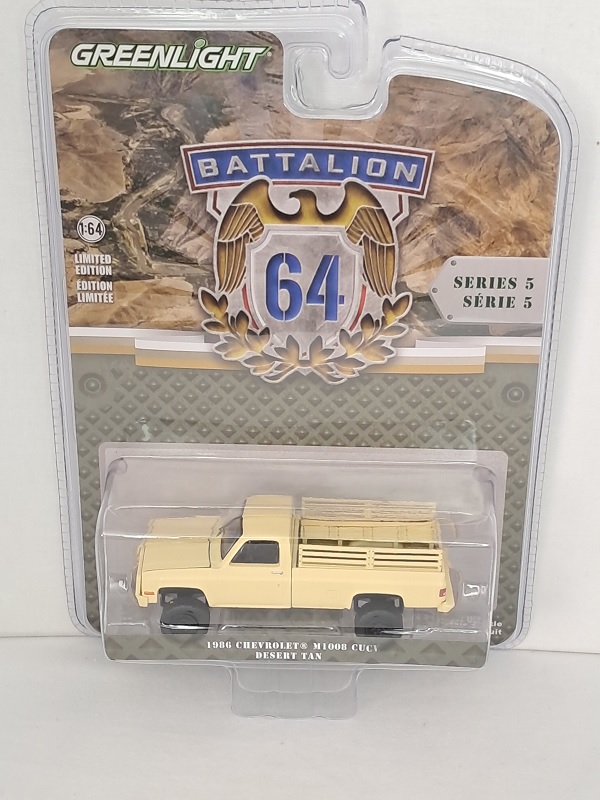 GREENLiGHT®
BATTALION
64
1:64
LIMITED
EDITION
ÉDITION
LIMITÉE
SERIES 5
SÉRIE 5
1986 CHEVROLET® M1008 CUCV
DESERT TAN